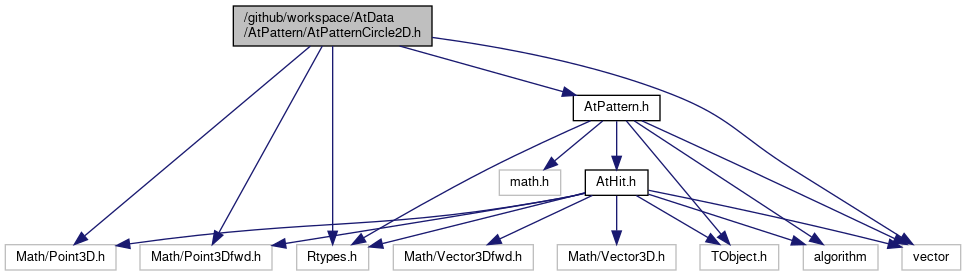 /github/workspace/AtData
/AtPattern/AtPatternCircle2D.h
AtPattern.h
math.h
AtHit.h
Math/Point3D.h
Math/Point3Dfwd.h
Rtypes.h
Math/Vector3Dfwd.h
Math/Vector3D.h
TObject.h
algorithm
vector